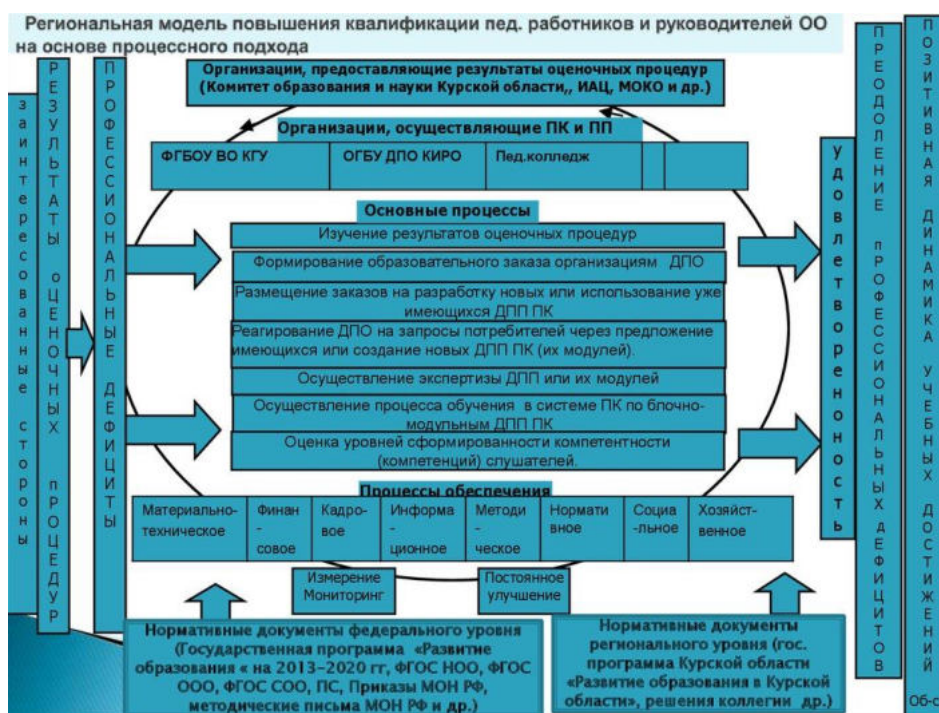 Региональная модель повышения квалификации пед. работников и руководителей ОО
на основе процессного подхода
заинтересованные стороны
РЕЗУЛЬТАТЫ ОЦЕНОЧНЫХ ПРОЦЕДУР
ПРОФЕССИОНАЛЬНЫЕ ДЕФИЦИТЫ
Организации, предоставляющие результаты оценочных процедур
(Комитет образования и науки Курской области,, ИАЦ, МОКО и др.)
Организации, осуществляющие ПК и ПП
ФГБОУ ВО КГУ
ОГБУ ДПО КИРО
Пед.колледж
Основные процессы
Изучение результатов оценочных процедур
Формирование образовательного заказа организациям ДПО
Размещение заказов на разработку новых или использование уже
имеющихся ДПП ПК
Реагирование ДПО на запросы потребителей через предложение
имеющихся или создание новых ДПП ПК (их модулей).
Осуществление экспертизы ДПП или их модулей
Осуществление процесса обучения в системе ПК по блочно-
модульным ДПП ПК
Оценка уровней сформированности компетентности
(компетенций) слушателей.
Процессы обеспечения
Материально-
техническое
Финан
-
совое
Кадро-
вое
Информа
-
ционное
Методи
-
ческое
Нормати
вное
Социа
-льное
Хозяйст-
венное
Измерение
Мониторинг
Постоянное
улучшение
Нормативные документы федерального уровня
(Государственная программа «Развитие
образования « на 2013-2020 гг, ФГОС НОО, ФГОС
ООО, ФГОС СОО, ПС, Приказы МОН РФ,
методические письма МОН РФ и др.)
Нормативные документы
регионального уровня (гос.
программа Курской области
«Развитие образования в Курской
области», решения коллегии др.)
удовлетворенность
ПРЕОДОЛЕНИЕ ПРОФЕССИОНАЛЬНЫХ ДЕФИЦИТОВ
ПОЗИТИВНАЯ ДИНАМИКА УЧЕБНЫХ ДОСТИЖЕНИЙ
Об-с